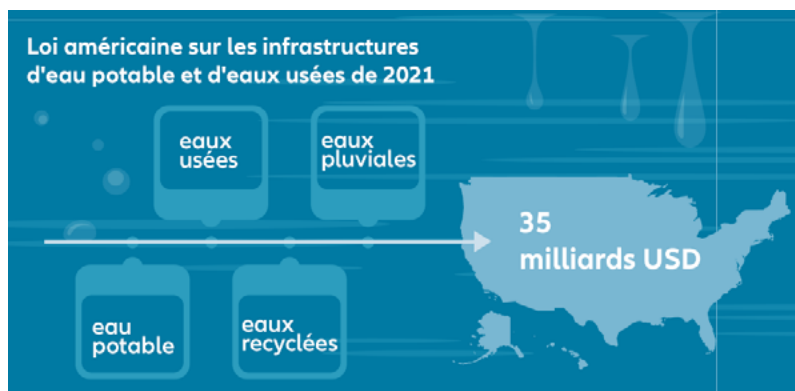 Loi américaine sur les infrastructures
d'eau potable et d'eaux usées de 2021
eaux
usées
eaux
pluviales
35
milliards USD
eau
potable
eaux
recyclées